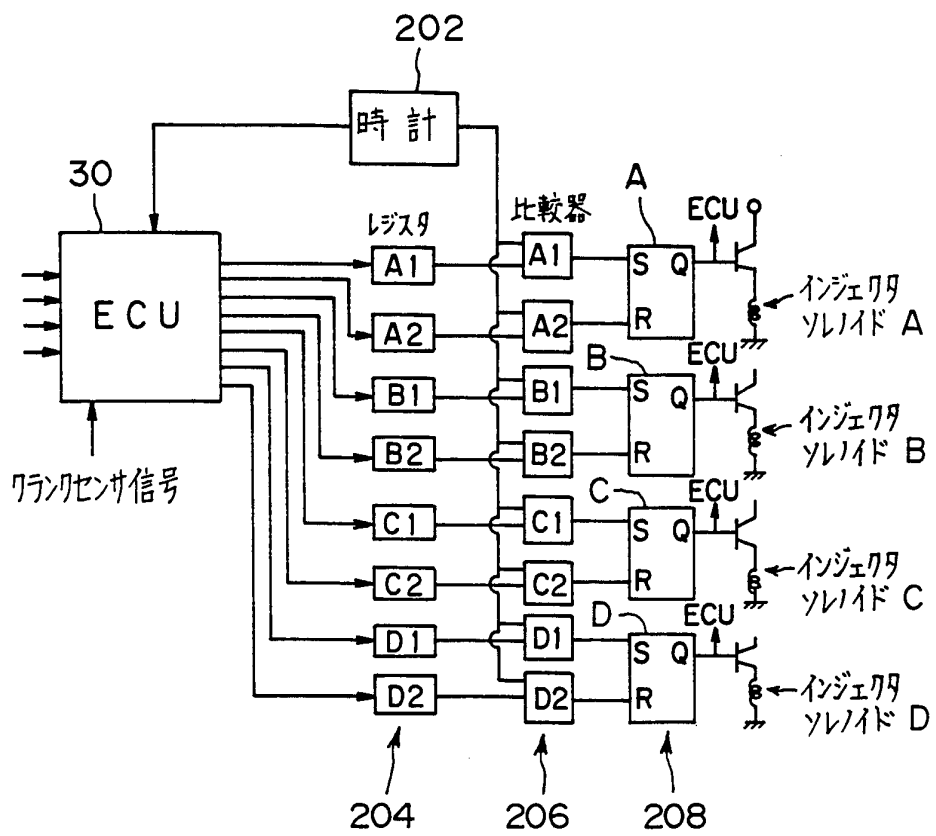 202
時計
30
ECU
クランクセンサ信号
レジスタ
比較器
A1
A1
A2
A2
B1
B1
B2
B2
C1
C1
C2
C2
D1
D1
D2
D2
A
S Q
R
B
S Q
R
C
S Q
R
D
S Q
R
ECU
インジェクタ
ソレノイド A
ECU
インジェクタ
ソレノイド B
ECU
インジェクタ
ソレノイド C
ECU
インジェクタ
ソレノイド D
204
206
208